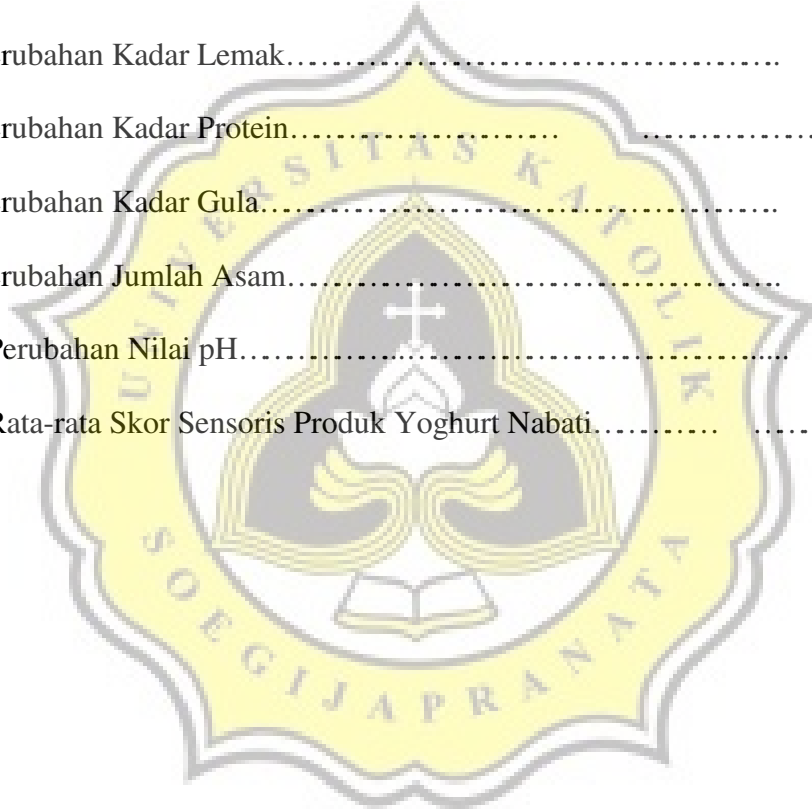 rubahan Kadar Lemak……………………………………….
rubahan Kadar Protein……………………… ……………
rubahan Kadar Gula………………………………………….
rubahan Jumlah Asam……………………………………….
Perubahan Nilai pH…………………………………………....
Rata-rata Skor Sensoris Produk Yoghurt Nabati………… ……
UNIVERSITAS KATOLIK
SOEGIJAPRANATA